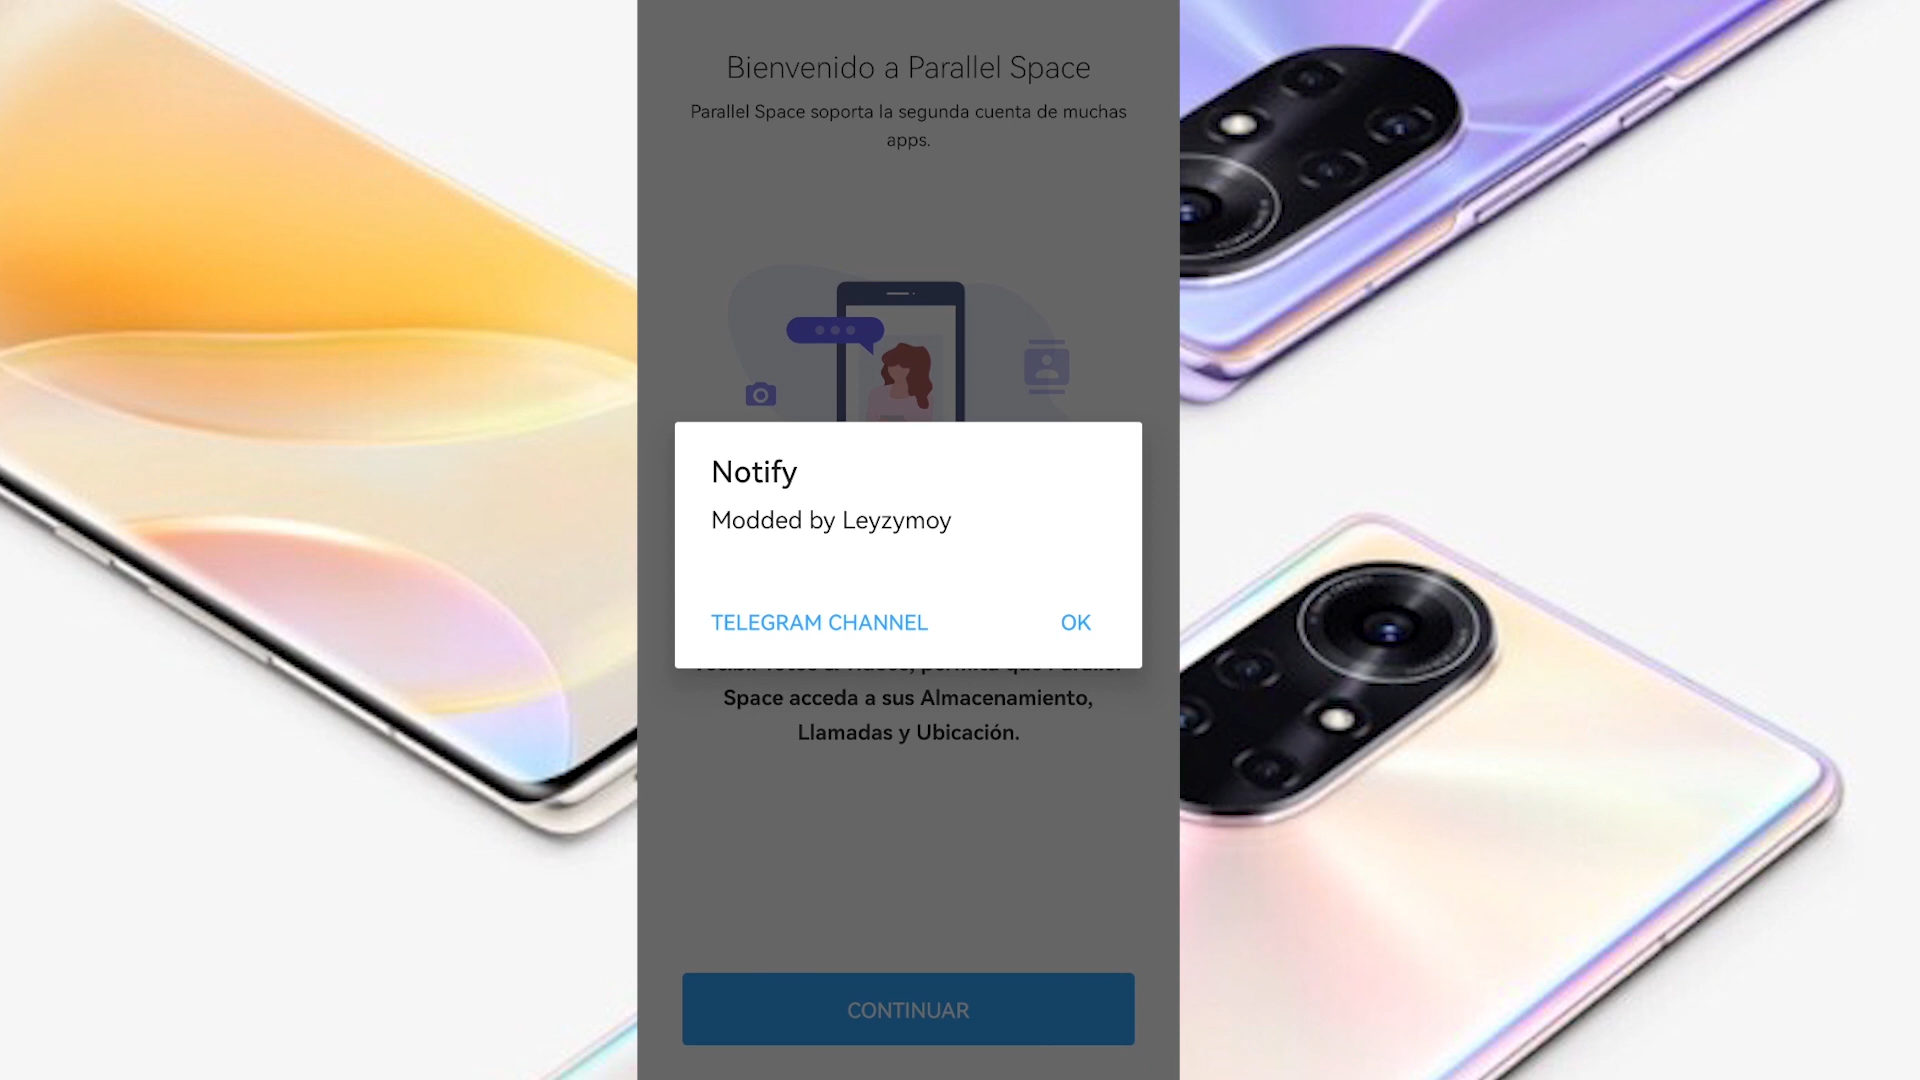 Bienvenido a Parallel Space
Parallel Space soporta la segunda cuenta de muchas
apps.
Notify
Modded by Leyzymoy
TELEGRAM CHANNEL
OK
Space acceda a sus Almacenamiento,
Llamadas y Ubicación.
CONTINUAR